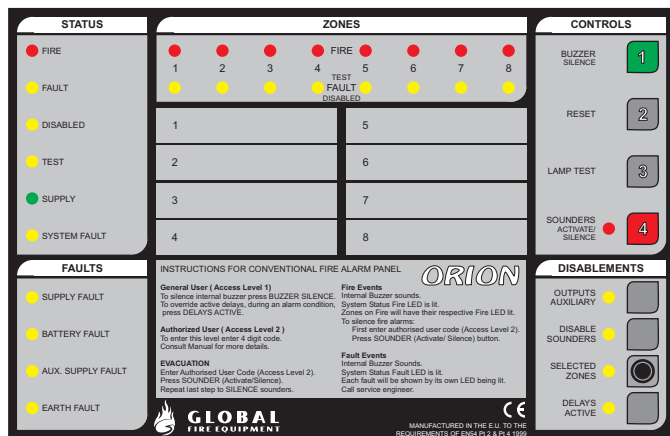 STATUS
FIRE
FAULT
DISABLED
TEST
SUPPLY
SYSTEM FAULT
FAULTS
SUPPLY FAULT
BATTERY FAULT
AUX. SUPPLY FAULT
EARTH FAULT
ZONES
FIRE
1 2 3 4 5 6 7 8
TEST
FAULT
DISABLED
1
2
3
4
5
6
7
8
INSTRUCTIONS FOR CONVENTIONAL FIRE ALARM PANEL
ORION
General User ( Access Level 1)
To silence internal buzzer press BUZZER SILENCE.
To override active delays, during an alarm condition,
press DELAYS ACTIVE.
Authorized User ( Access Level 2 )
To enter this level enter 4 digit code.
Consult Manual for more details.
EVACUATION
Enter Authorised User Code (Access Level 2).
Press SOUNDER (Activate/Silence).
Repeat last step to SILENCE sounders.
Fire Events
Internal Buzzer sounds.
System Status Fire LED is lit.
Zones on Fire will have their respective Fire LED lit.
To silence fire alarms:
First enter authorised user code (Access Level 2).
Press SOUNDER (Activate/ Silence) button.
Fault Events
Internal Buzzer Sounds.
System Status Fault LED is lit.
Each fault will be shown by its own LED being lit.
Call service engineer.
GLOBAL
FIRE EQUIPMENT
CE
MANUFACTURED IN THE E.U. TO THE
REQUIREMENTS OF EN54 Pt 2 & Pt 4 1999
CONTROLS
BUZZER
SILENCE
1
RESET
2
LAMP TEST
3
SOUNDERS
ACTIVATE/
SILENCE
4
DISABLEMENTS
OUTPUTS
AUXILIARY
DISABLE
SOUNDERS
SELECTED
ZONES
DELAYS
ACTIVE